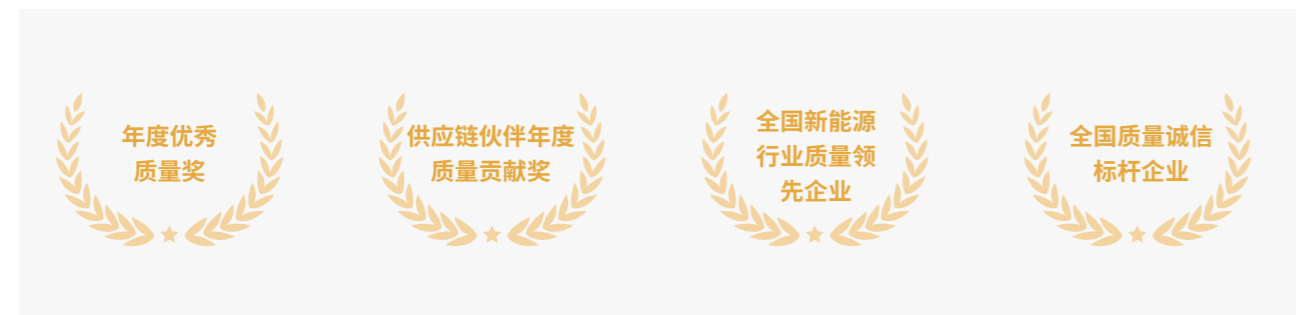 年度优秀
质量奖
供应链伙伴年度
质量贡献奖
全国新能源
行业质量领
先企业
全国质量诚信
标杆企业